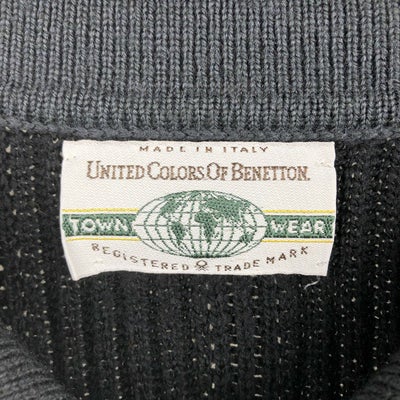 MADE IN ITALY
UNITED COLORS OF BENETTON.
TOWN WEAR
REGISTERED TRADE MARK